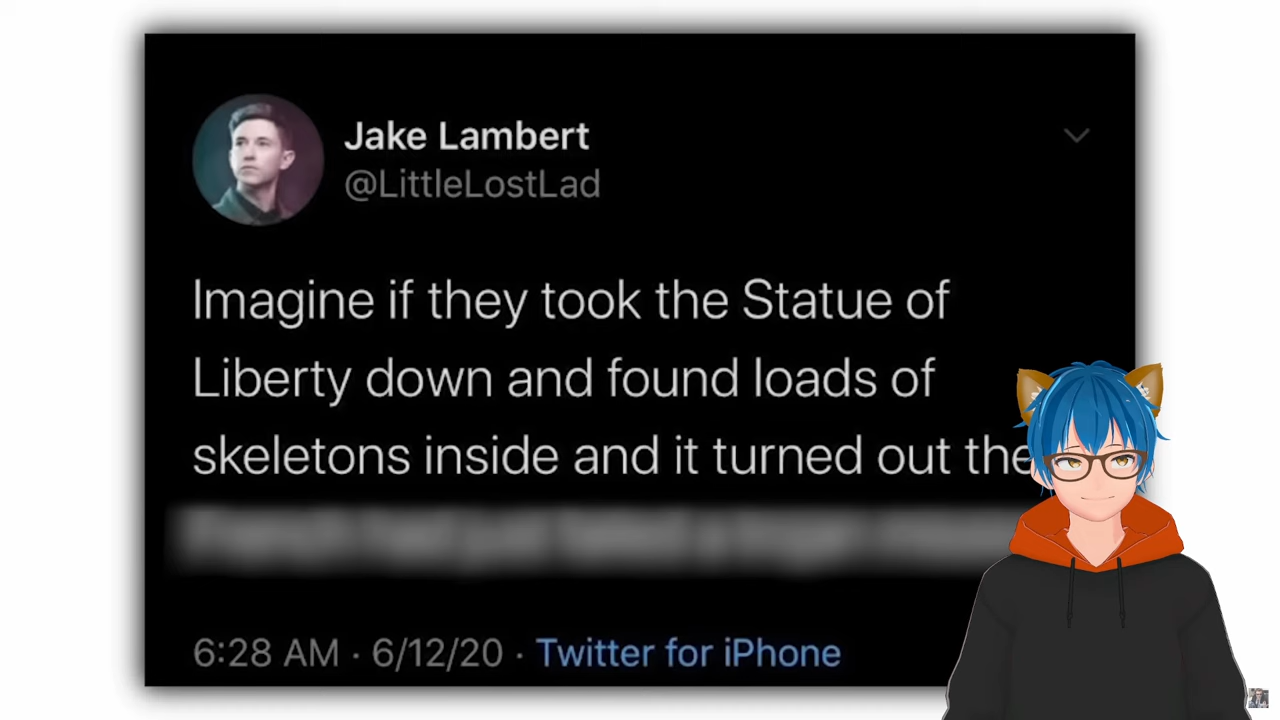 Jake Lambert
@LittleLostLad
Imagine if they took the Statue of
Liberty down and found loads of
skeletons inside and it turned out the
6:28 AM · 6/12/20 · Twitter for iPhone